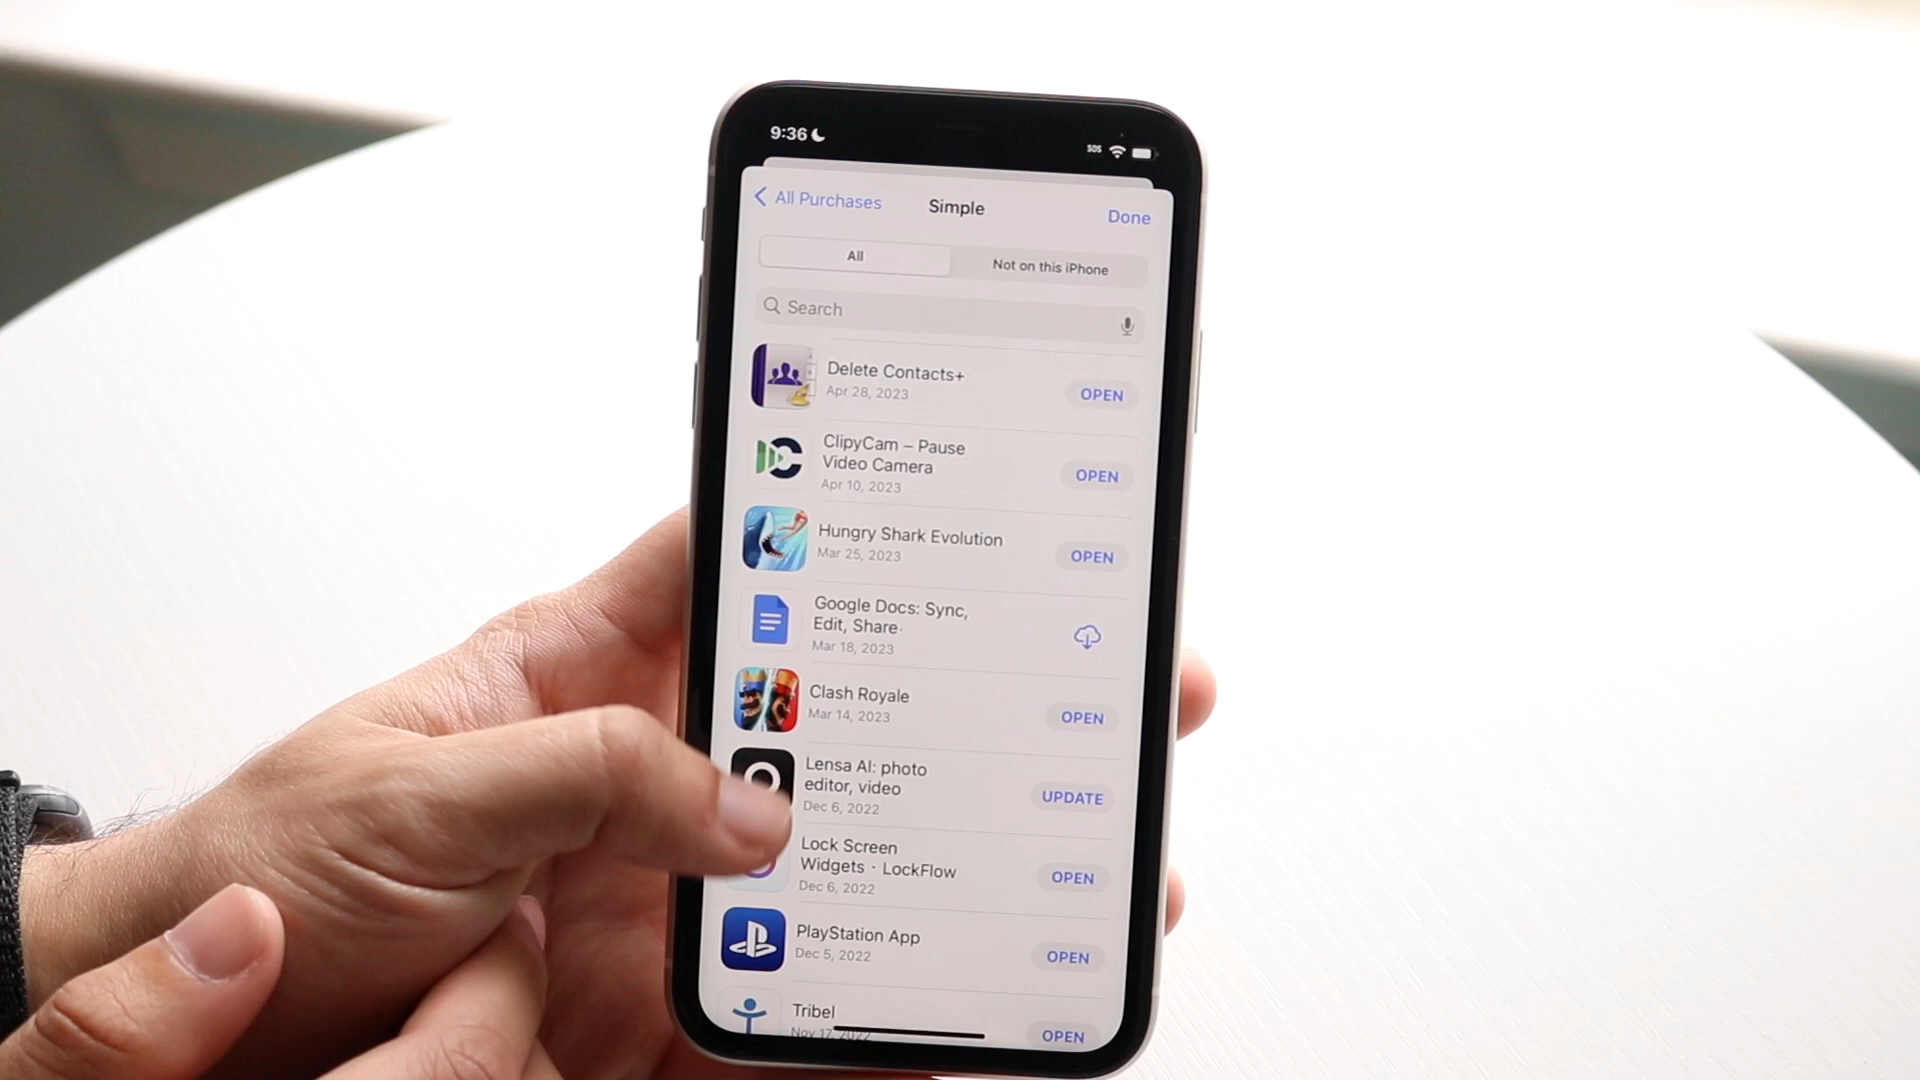 9:36
SOS
All Purchases
Simple
Done
All
Not on this iPhone
Search
Delete Contacts+
Apr 28, 2023
OPEN
ClipyCam – Pause
Video Camera
Apr 10, 2023
OPEN
Hungry Shark Evolution
Mar 25, 2023
OPEN
Google Docs: Sync,
Edit, Share
Mar 18, 2023
Clash Royale
Mar 14, 2023
OPEN
Lensa AI: photo
editor, video
Dec 6, 2022
UPDATE
Lock Screen
Widgets · LockFlow
Dec 6, 2022
OPEN
PlayStation App
Dec 5, 2022
OPEN
Tribel
Nov 17, 2022
OPEN